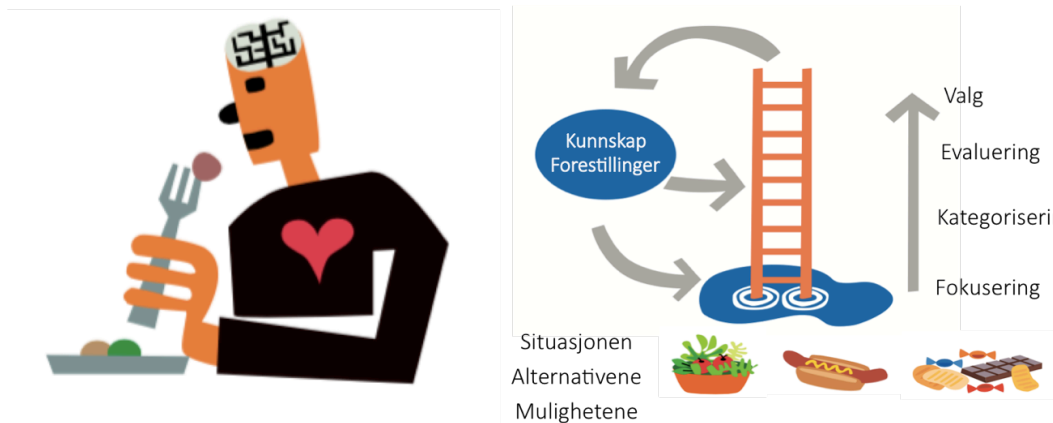 Kunnskap
Forestillinger
Valg
Evaluering
Kategoriseri
Fokusering
Situasjonen
Alternativene
Mulighetene